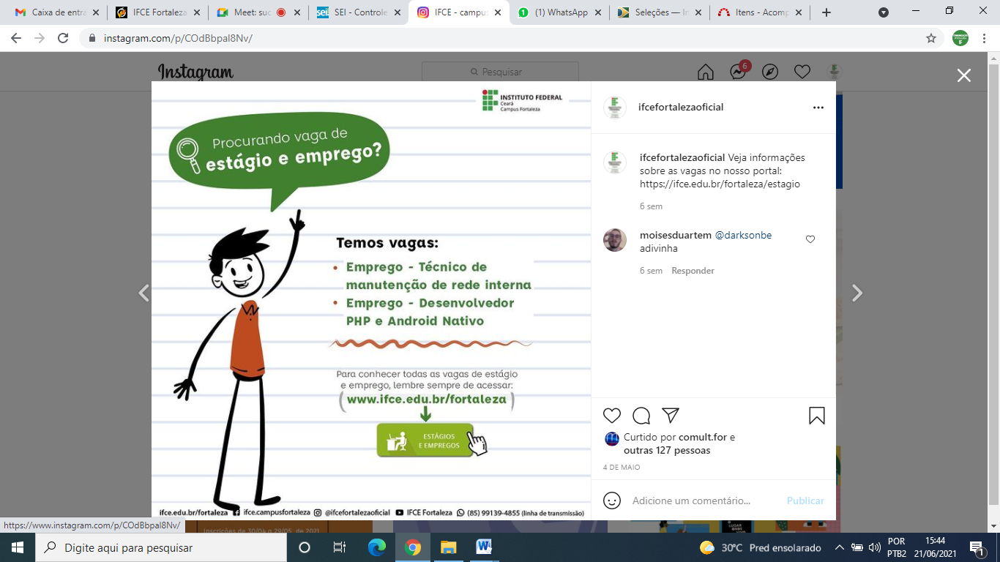 Caixa de entra
IFCE Fortaleza
Meet: suc
SEI - Controle
IFCE - campus
(1) WhatsApp
Seleções — In
Itens - Acomp
instagram.com/p/COdBbpal8Nv/
Instagram
Pesquisar
6
INSTITUTO FEDERAL
Ceará
Campus Fortaleza
Procurando vaga de
estágio e emprego?
Temos vagas:
• Emprego - Técnico de
manutenção de rede interna
• Emprego - Desenvolvedor
PHP e Android Nativo
Para conhecer todas as vagas de estágio
e emprego, lembre sempre de acessar:
( www.ifce.edu.br/fortaleza )
ESTÁGIOS
E EMPREGOS
ifce.edu.br/fortaleza ifce.campusfortaleza @ifcefortalezaoficial IFCE Fortaleza (85) 99139-4855 (linha de transmissão)
ifcefortalezaoficial
ifcefortalezaoficial Veja informações
sobre as vagas no nosso portal:
https://ifce.edu.br/fortaleza/estagio
6 sem
moisesduartem @darksonbe
adivinha
6 sem Responder
Curtido por comult.for e
outras 127 pessoas
4 DE MAIO
Adicione um comentário... Publicar
https://www.instagram.com/p/COdBbpal8Nv/
Inscrições de 30/04 a 29/05, de 2021
O LUGAR
Digite aqui para pesquisar
30°C Pred ensolarado
POR
PTB2
15:44
21/06/2021
1